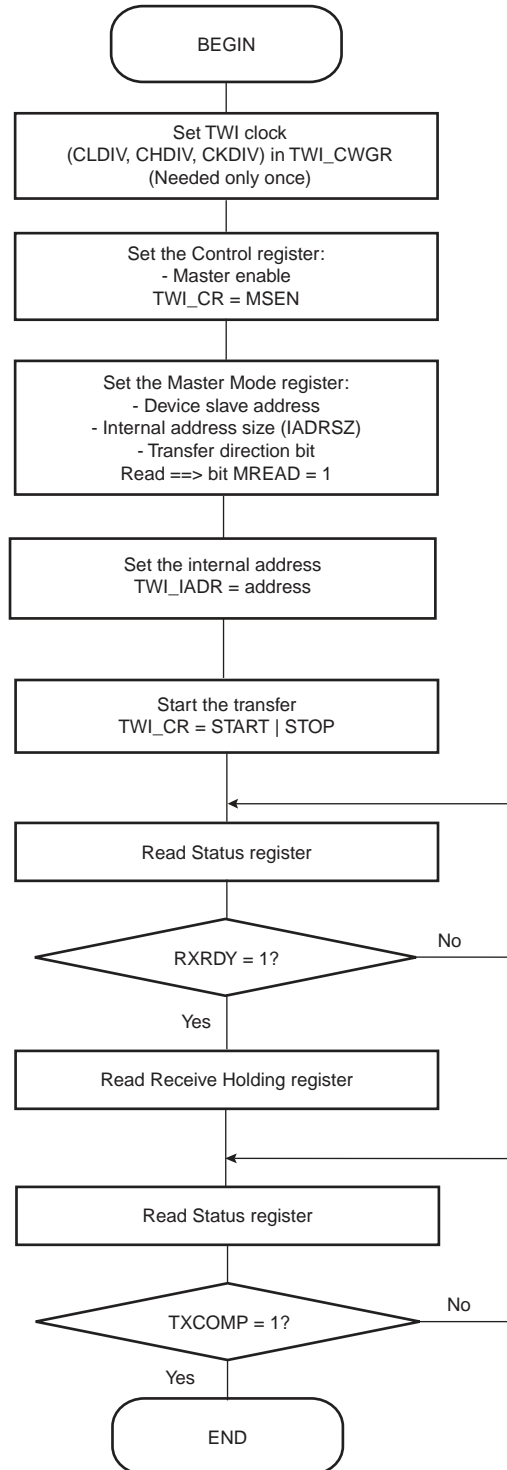 BEGIN
Set TWI clock
(CLDIV, CHDIV, CKDIV) in TWI_CWGR
(Needed only once)
Set the Control register:
- Master enable
TWI_CR = MSEN
Set the Master Mode register:
- Device slave address
- Internal address size (IADRSZ)
- Transfer direction bit
Read ==> bit MREAD = 1
Set the internal address
TWI_IADR = address
Start the transfer
TWI_CR = START | STOP
Read Status register
RXRDY = 1?
No
Yes
Read Receive Holding register
Read Status register
TXCOMP = 1?
No
Yes
END